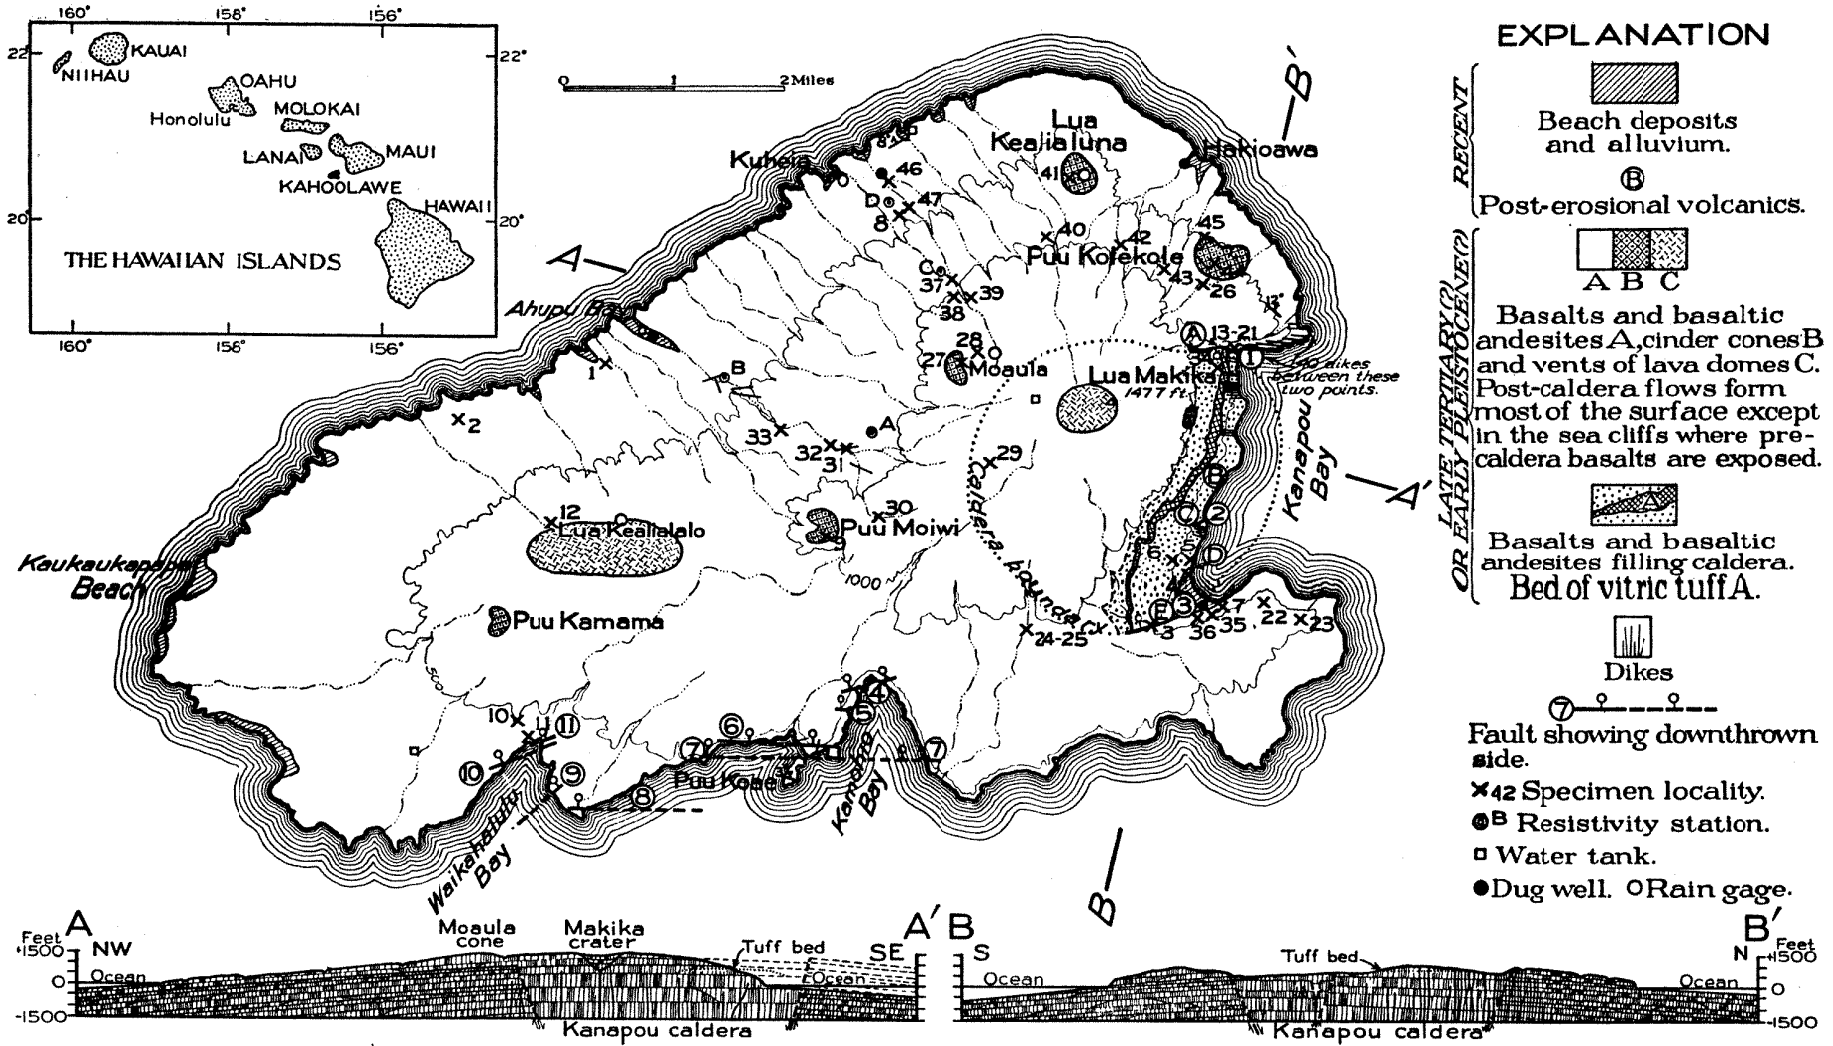 160° 158° 156°
22° 22°
KAUAI
NIIHAU
OAHU
Honolulu
MOLOKAI
LANAI
MAUI
KAHOOLAWE
HAWAII
20° 20°
THE HAWAIIAN ISLANDS
160° 156°
0 1 2 Miles
B'
Lua
Kealialuna
41
Kuheia
Hakioawa
46
47
D
8
40
42
45
Puu Kolekole
43
26
A
C
37
38
39
Ahupu Ba
1
2
B
28
27
Moaula
Lua Makika
1477 ft.
A
13-21
1
140 dikes
between these
two points.
33
32
31
A
29
Kanapou
Bay
A'
Caldera boundary
B
C
2
D
6
5
4
E
3
3
7
35
36
22
23
24-25
12
Lua Kealialalo
30
Puu Moiwi
9
1000
Kaukaukapapa
Beach
Puu Kamama
500
10
11
11
10
9
8
7
6
5
4
7
Puu Koae
Kamohio
Bay
Waikahalulu
Bay
B
EXPLANATION
RECENT
Beach deposits
and alluvium.
B
Post-erosional volcanics.
LATE TERTIARY(?)
OR EARLY PLEISTOCENE(?)
A B C
Basalts and basaltic
andesites A, cinder cones B
and vents of lava domes C.
Post-caldera flows form
most of the surface except
in the sea cliffs where pre-
caldera basalts are exposed.
A
Basalts and basaltic
andesites filling caldera.
Bed of vitric tuff A.
Dikes
7
Fault showing downthrown
side.
42 Specimen locality.
B Resistivity station.
Water tank.
Dug well. Rain gage.
A
NW
Feet
+1500
0
-1500
Ocean
Moaula
cone
Makika
crater
Tuff bed
Ocean
SE
A'
Kanapou caldera
B
S
Ocean
Tuff bed
Kanapou caldera
Ocean
N
B'
Feet
+1500
0
-1500